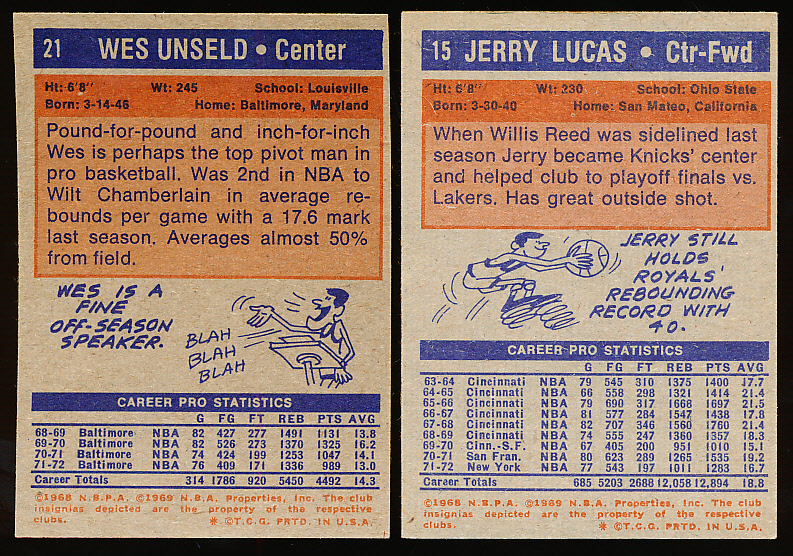 21 WES UNSELD • Center
Ht: 6'8" Wt: 245 School: Louisville
Born: 3-14-46 Home: Baltimore, Maryland
Pound-for-pound and inch-for-inch
Wes is perhaps the top pivot man in
pro basketball. Was 2nd in NBA to
Wilt Chamberlain in average re-
bounds per game with a 17.6 mark
last season. Averages almost 50%
from field.
WES IS A
FINE
OFF-SEASON
SPEAKER.
BLAH
BLAH
BLAH
CAREER PRO STATISTICS
G FG FT REB PTS AVG
68-69 Baltimore NBA 82 427 277 1491 1131 13.8
69-70 Baltimore NBA 82 526 273 1370 1325 16.2
70-71 Baltimore NBA 74 424 199 1253 1047 14.1
71-72 Baltimore NBA 76 409 171 1336 989 13.0
Career Totals 314 1786 920 5450 4492 14.3
©1968 N.B.P.A. ©1969 N.B.A. Properties, Inc. The club
insignias depicted are the property of the respective
clubs. * ©T.C.G. PRTD. IN U.S.A.
15 JERRY LUCAS • Ctr-Fwd
Ht: 6'8" Wt: 230 School: Ohio State
Born: 3-30-40 Home: San Mateo, California
When Willis Reed was sidelined last
season Jerry became Knicks' center
and helped club to playoff finals vs.
Lakers. Has great outside shot.
JERRY STILL
HOLDS
ROYALS'
REBOUNDING
RECORD WITH
40.
CAREER PRO STATISTICS
G FG FT REB PTS AVG
63-64 Cincinnati NBA 79 545 310 1375 1400 17.7
64-65 Cincinnati NBA 66 558 298 1321 1414 21.4
65-66 Cincinnati NBA 79 690 317 1666 1697 21.5
66-67 Cincinnati NBA 81 577 284 1547 1438 17.8
67-68 Cincinnati NBA 82 707 346 1560 1760 21.4
68-69 Cincinnati NBA 74 555 247 1360 1357 18.3
69-70 Cinn.-S.F. NBA 67 405 200 951 1010 15.1
70-71 San Fran. NBA 80 623 289 1265 1535 19.2
71-72 New York NBA 77 543 197 1011 1283 16.7
Career Totals 685 5203 2688 12,058 12,894 18.8
©1968 N.B.P.A. ©1969 N.B.A. Properties, Inc. The club
insignias depicted are the property of the respective
clubs. * ©T.C.G. PRTD. IN U.S.A.